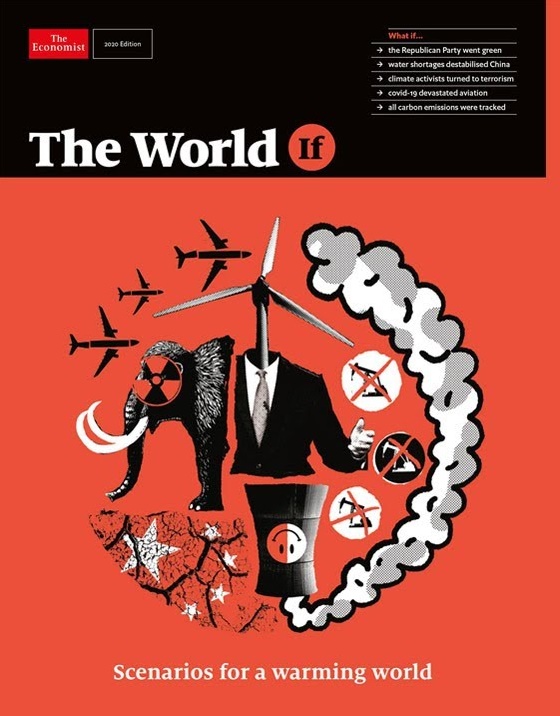 The
Economist
2020 Edition
What if...
→ the Republican Party went green
→ water shortages destabilised China
→ climate activists turned to terrorism
→ covid-19 devastated aviation
→ all carbon emissions were tracked
The World If
Scenarios for a warming world